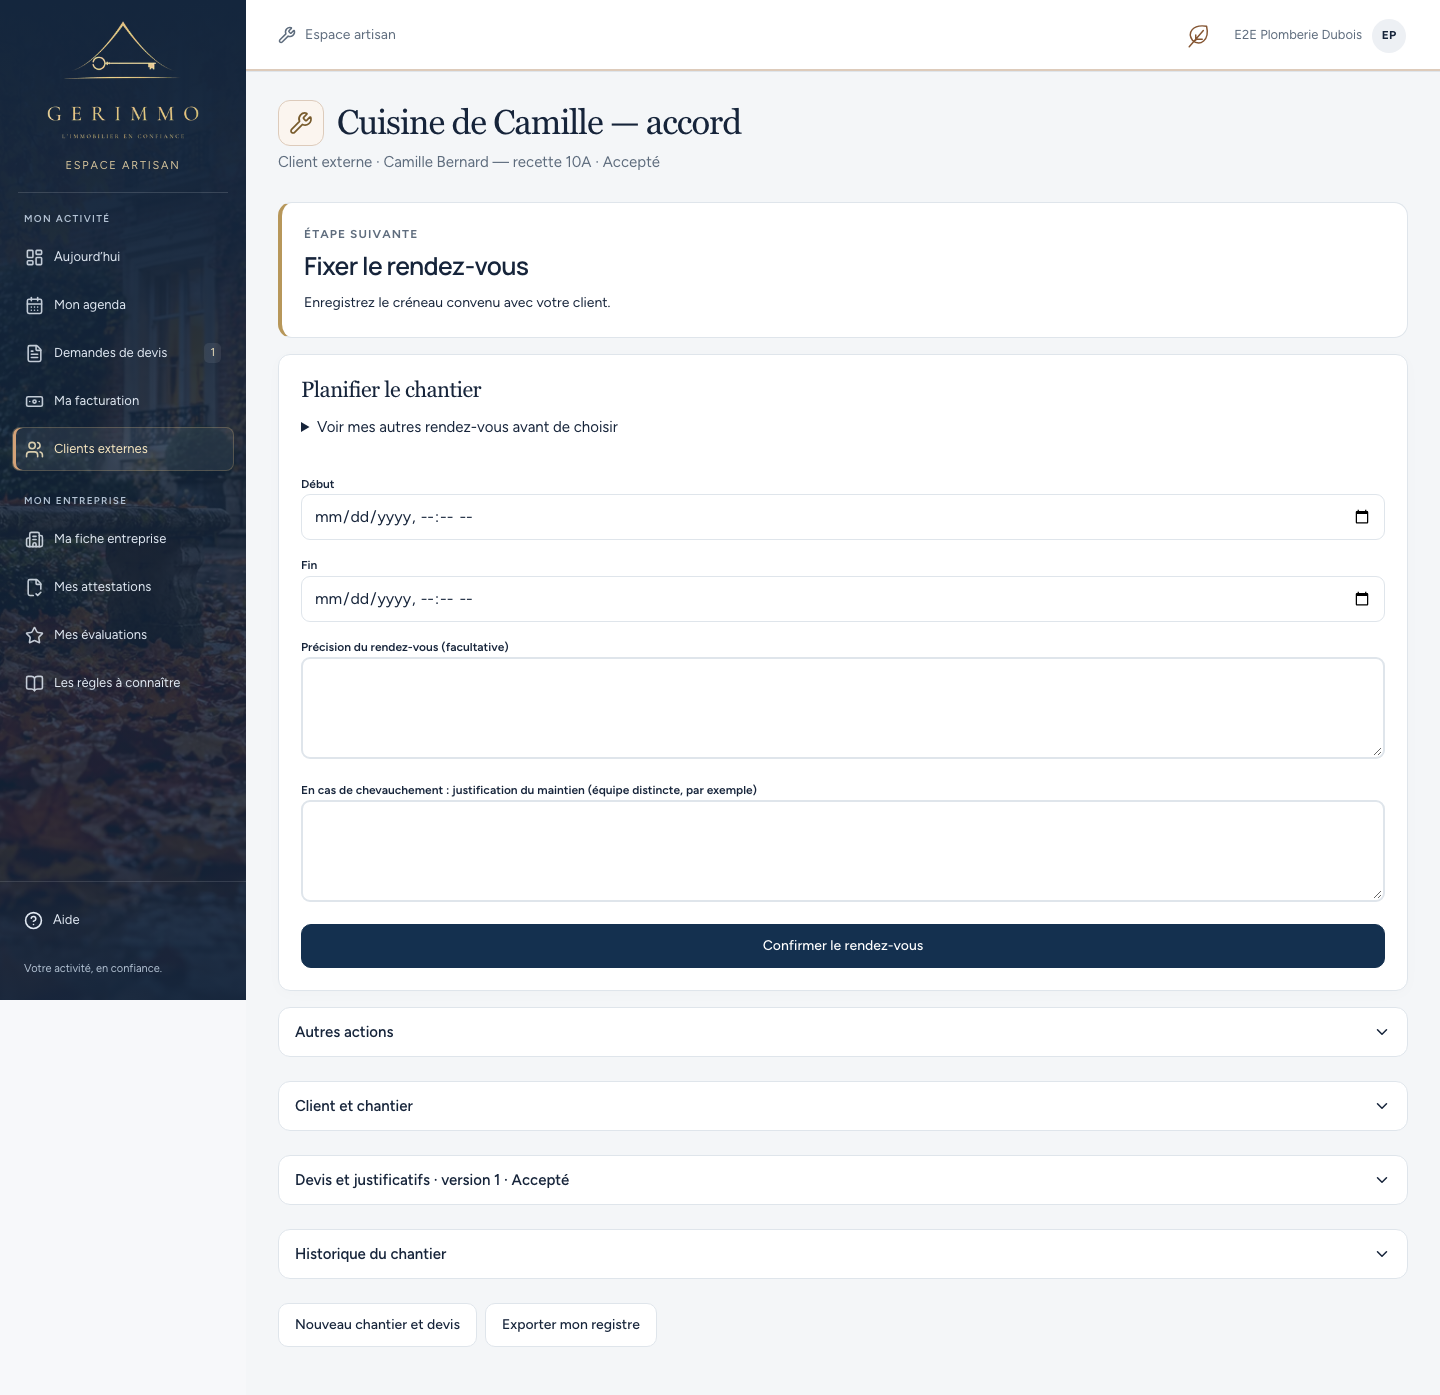 GERIMMO
L'IMMOBILIER EN CONFIANCE
ESPACE ARTISAN
MON ACTIVITÉ
Aujourd'hui
Mon agenda
Demandes de devis 1
Ma facturation
Clients externes
MON ENTREPRISE
Ma fiche entreprise
Mes attestations
Mes évaluations
Les règles à connaître
Aide
Votre activité, en confiance.
Espace artisan
E2E Plomberie Dubois EP
Cuisine de Camille — accord
Client externe · Camille Bernard — recette 10A · Accepté
ÉTAPE SUIVANTE
Fixer le rendez-vous
Enregistrez le créneau convenu avec votre client.
Planifier le chantier
Voir mes autres rendez-vous avant de choisir
Début
mm/dd/yyyy, --:-- --
Fin
mm/dd/yyyy, --:-- --
Précision du rendez-vous (facultative)
En cas de chevauchement : justification du maintien (équipe distincte, par exemple)
Confirmer le rendez-vous
Autres actions
Client et chantier
Devis et justificatifs · version 1 · Accepté
Historique du chantier
Nouveau chantier et devis
Exporter mon registre